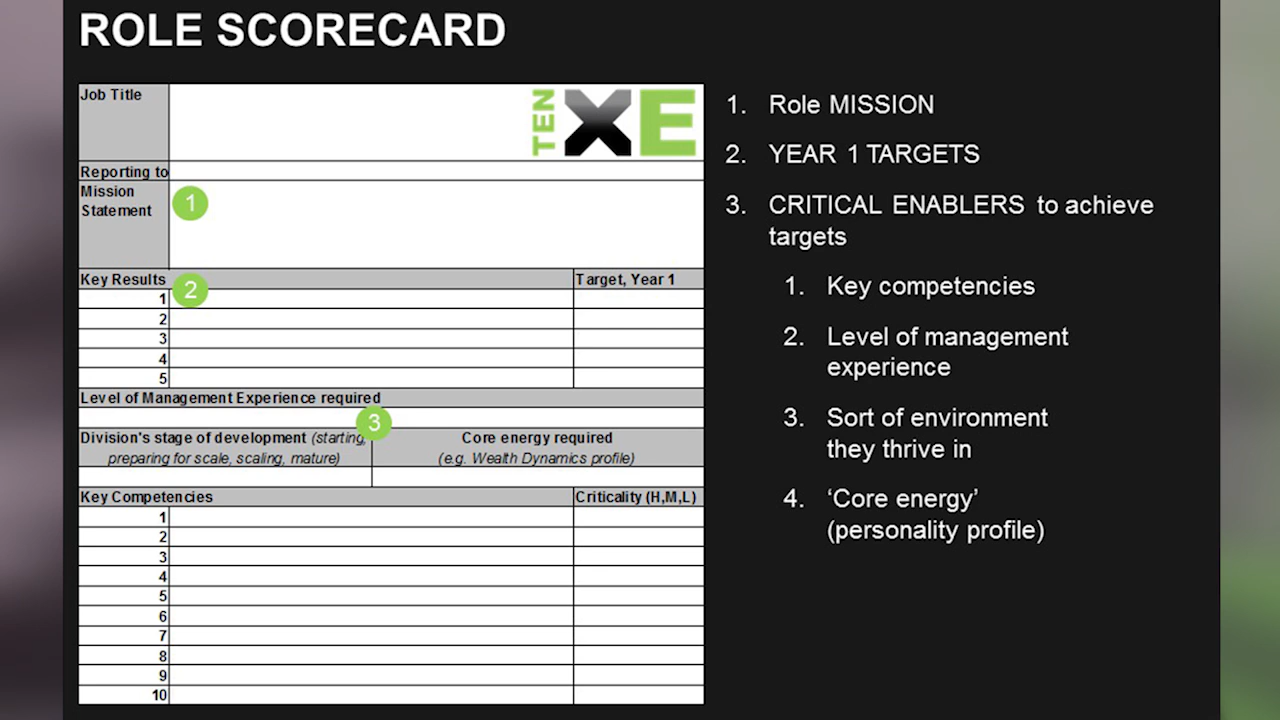 ROLE SCORECARD
Job Title
TEN XE
Reporting to
Mission
Statement
1
Key Results
2
Target, Year 1
1
2
3
4
5
Level of Management Experience required
3
Division's stage of development (starting,
preparing for scale, scaling, mature)
Core energy required
(e.g. Wealth Dynamics profile)
Key Competencies
Criticality (H,M,L)
1
2
3
4
5
6
7
8
9
10
1. Role MISSION
2. YEAR 1 TARGETS
3. CRITICAL ENABLERS to achieve
targets
1. Key competencies
2. Level of management
experience
3. Sort of environment
they thrive in
4. ‘Core energy’
(personality profile)